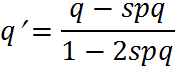 q′ = (q − spq) / (1 − 2spq)